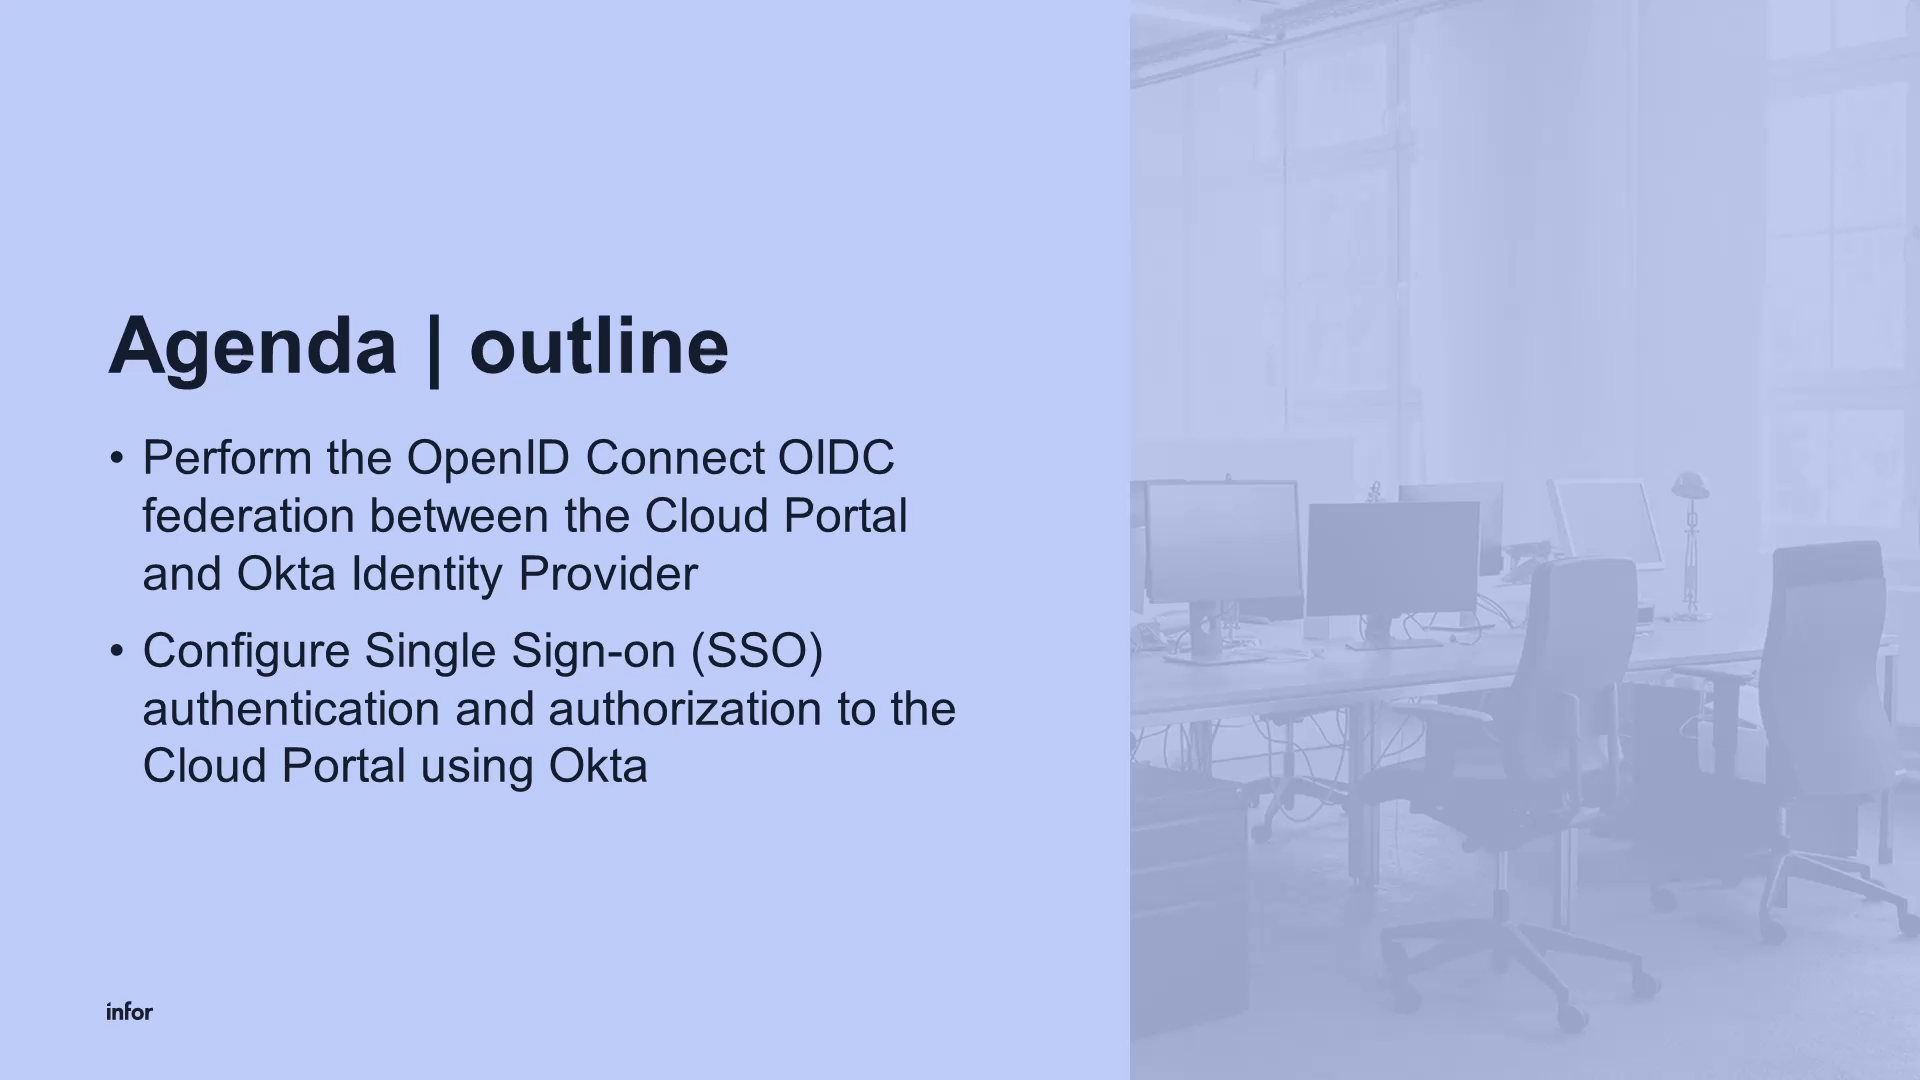 Agenda | outline
• Perform the OpenID Connect OIDC
federation between the Cloud Portal
and Okta Identity Provider
• Configure Single Sign-on (SSO)
authentication and authorization to the
Cloud Portal using Okta
infor